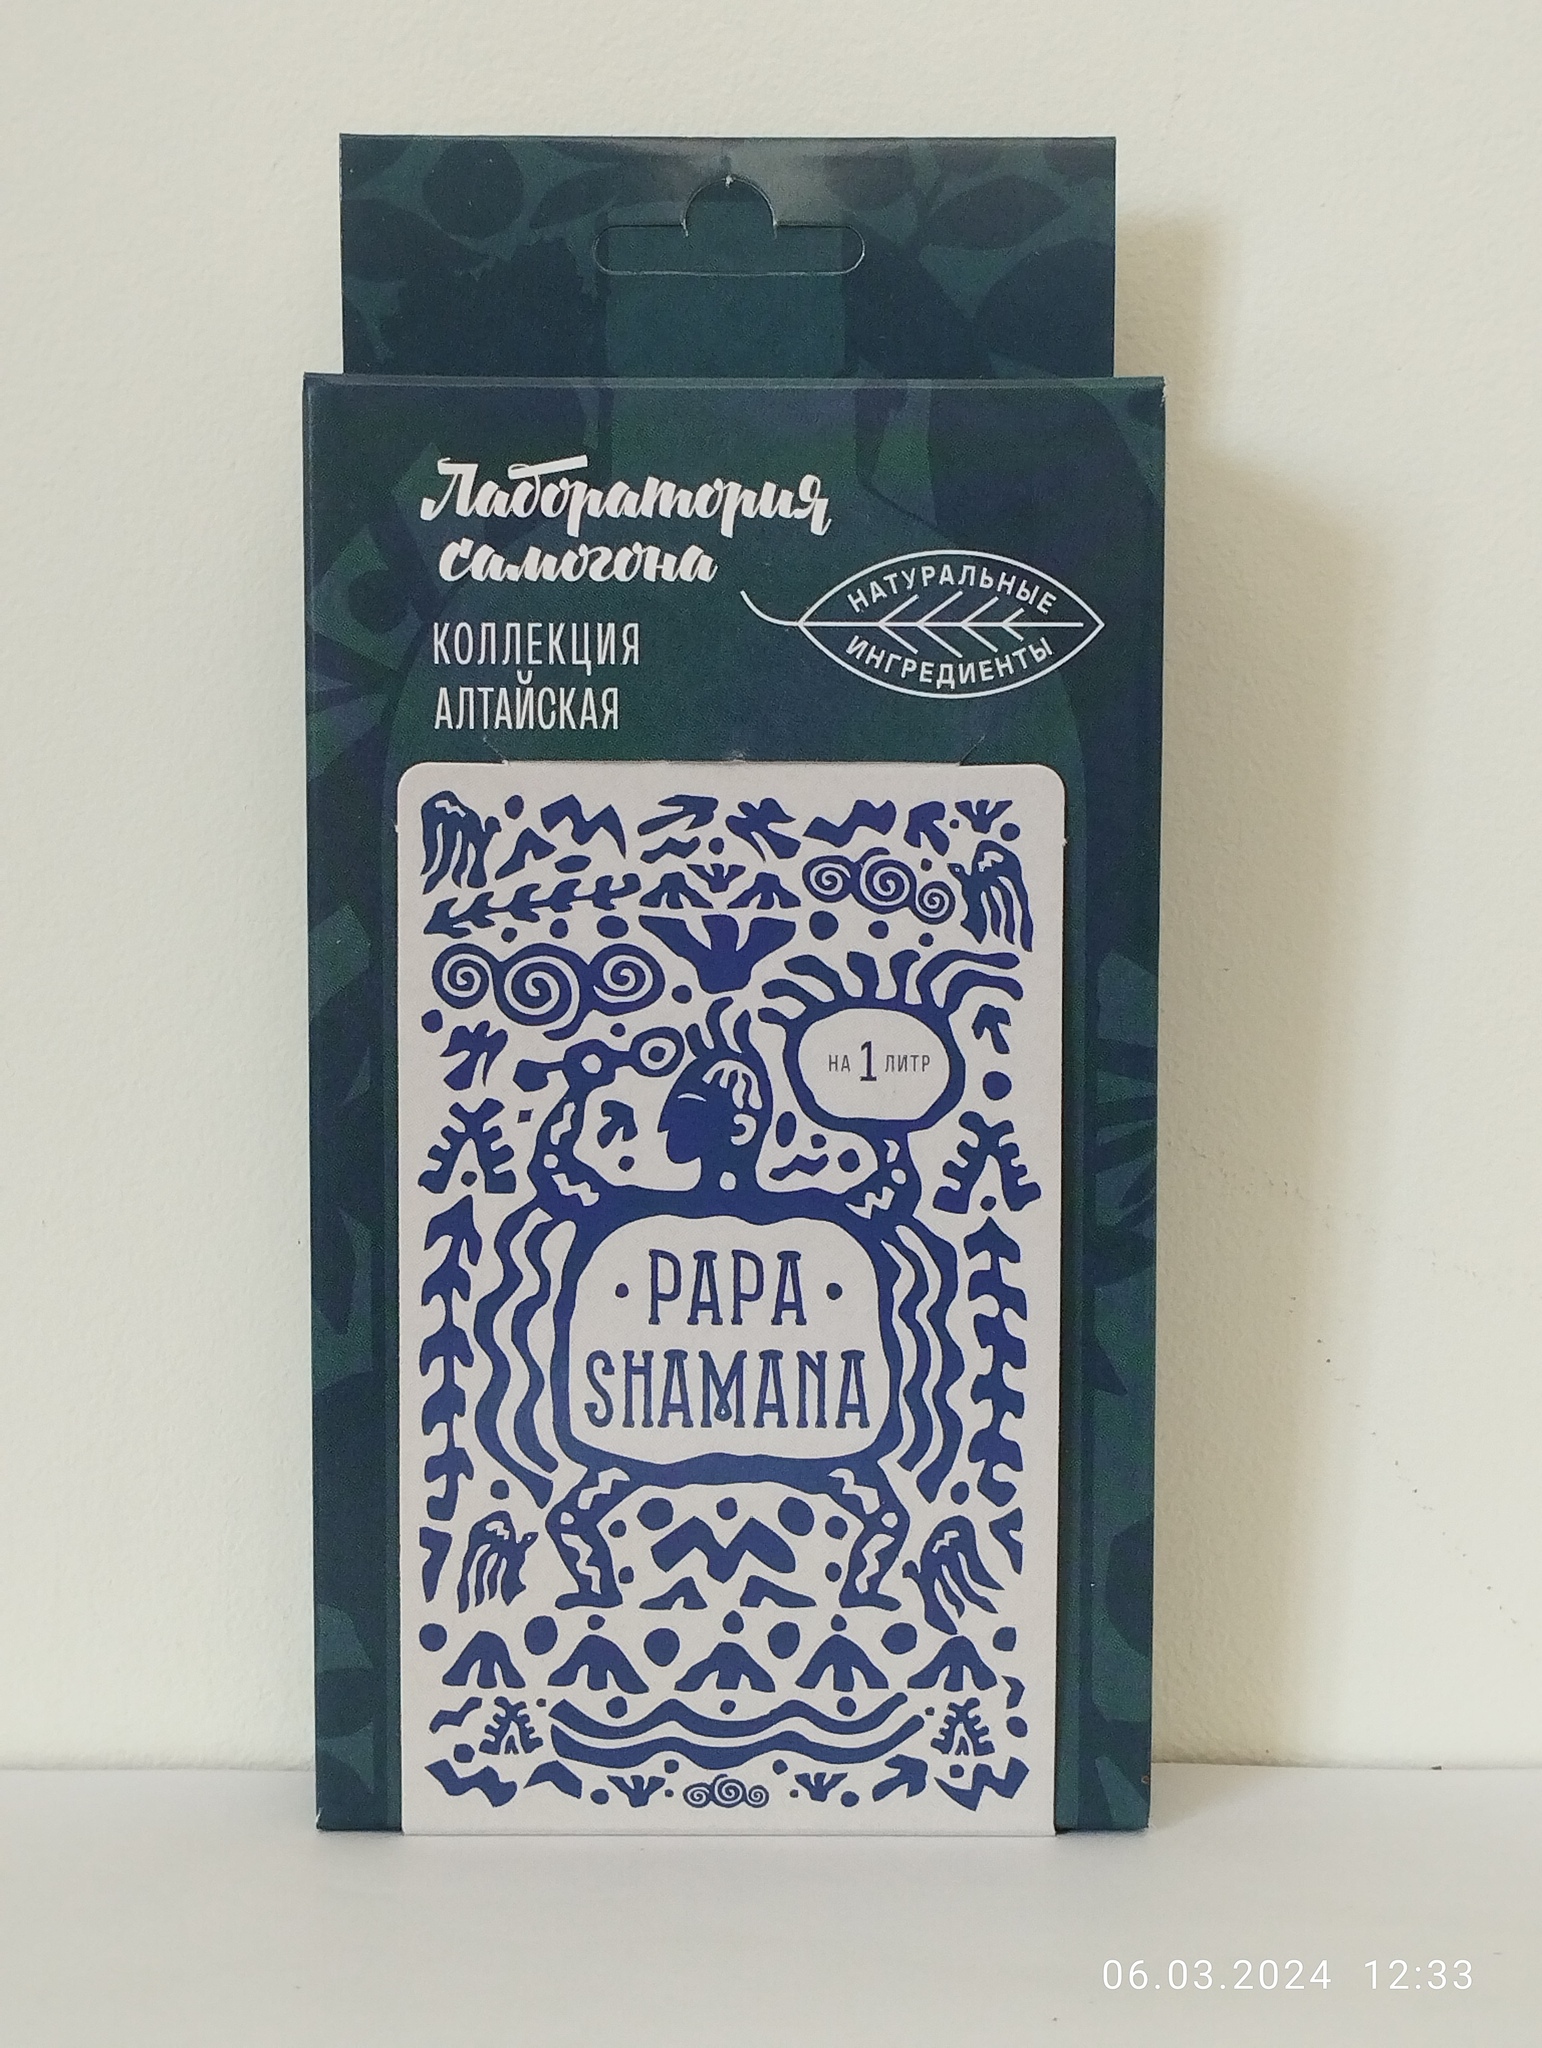 Лаборатория
самогона
КОЛЛЕКЦИЯ
АЛТАЙСКАЯ
НАТУРАЛЬНЫЕ
ИНГРЕДИЕНТЫ
НА 1 ЛИТР
• PAPA •
SHAMANA
06.03.2024 12:33